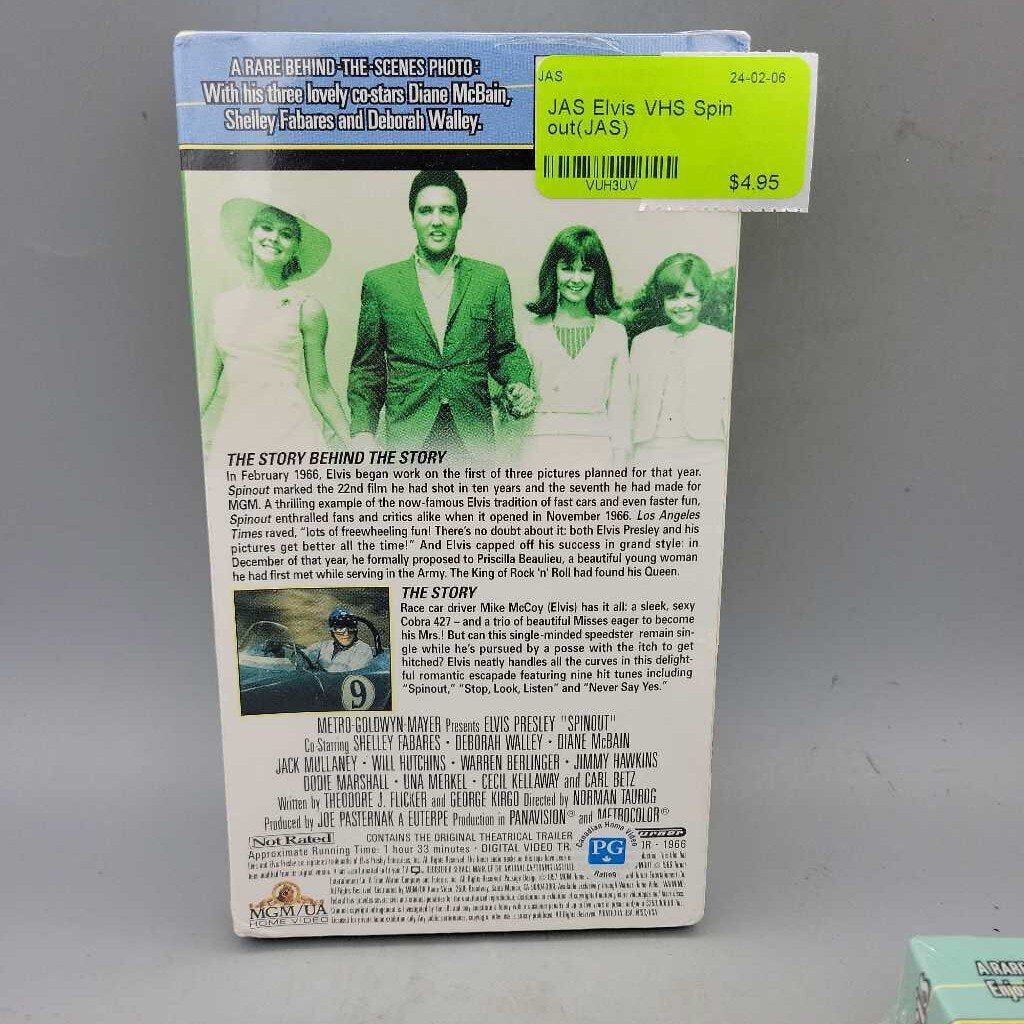 A RARE BEHIND-THE-SCENES PHOTO:
With his three lovely co-stars Diane McBain,
Shelley Fabares and Deborah Walley.
JAS
24-02-06
JAS Elvis VHS Spin
out(JAS)
VUH3UV
$4.95
THE STORY BEHIND THE STORY
In February 1966, Elvis began work on the first of three pictures planned for that year.
Spinout marked the 22nd film he had shot in ten years and the seventh he had made for
MGM. A thrilling example of the now-famous Elvis tradition of fast cars and even faster fun,
Spinout enthralled fans and critics alike when it opened in November 1966. Los Angeles
Times raved, "lots of freewheeling fun! There's no doubt about it: both Elvis Presley and his
pictures get better all the time!" And Elvis capped off his success in grand style: in
December of that year, he formally proposed to Priscilla Beaulieu, a beautiful young woman
he had first met while serving in the Army. The King of Rock 'n' Roll had found his Queen.
THE STORY
Race car driver Mike McCoy (Elvis) has it all: a sleek, sexy
Cobra 427 – and a trio of beautiful Misses eager to become
his Mrs.! But can this single-minded speedster remain sin-
gle while he's pursued by a posse with the itch to get
hitched? Elvis neatly handles all the curves in this delight-
ful romantic escapade featuring nine hit tunes including
"Spinout," "Stop, Look, Listen" and "Never Say Yes."
9
METRO-GOLDWYN-MAYER Presents ELVIS PRESLEY "SPINOUT"
Co-Starring SHELLEY FABARES • DEBORAH WALLEY • DIANE McBAIN
JACK MULLANEY • WILL HUTCHINS • WARREN BERLINGER • JIMMY HAWKINS
DODIE MARSHALL • UNA MERKEL • CECIL KELLAWAY and CARL BETZ
Written by THEODORE J. FLICKER and GEORGE KIRGO Directed by NORMAN TAUROG
Produced by JOE PASTERNAK A EUTERPE Production in PANAVISION® and METROCOLOR®
Not Rated
CONTAINS THE ORIGINAL THEATRICAL TRAILER
Approximate Running Time: 1 hour 33 minutes • DIGITAL VIDEO TR
R - 1966
Canadian Home Video
PG
Rating
MGM/UA
HOME VIDEO
A RARE
Enjoy